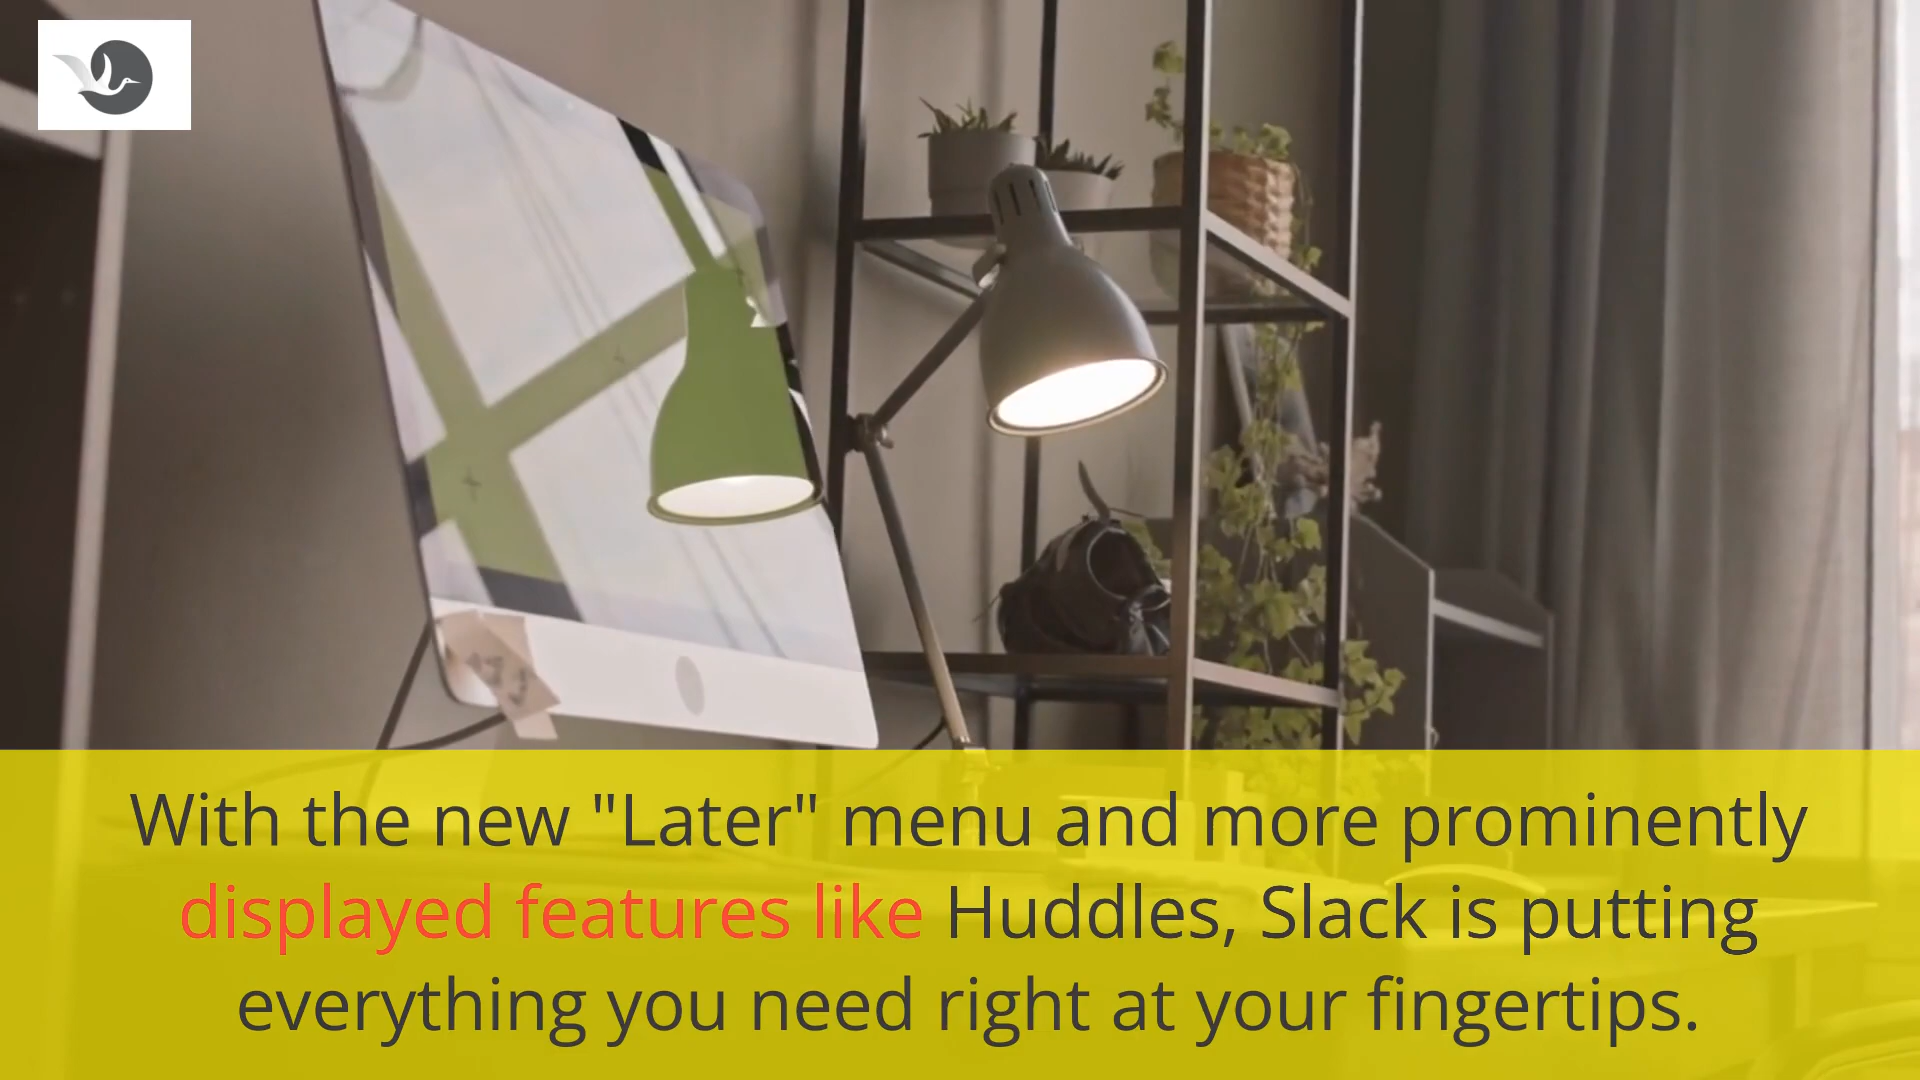 With the new "Later" menu and more prominently
displayed features like Huddles, Slack is putting
everything you need right at your fingertips.